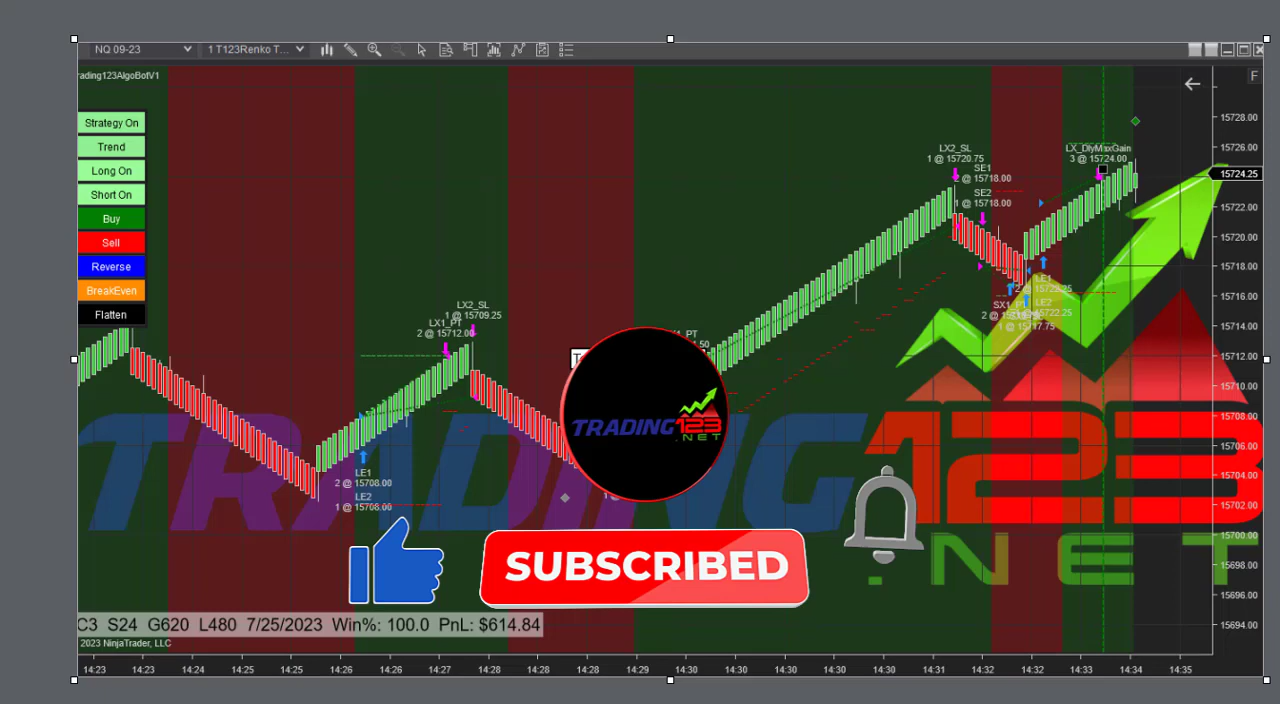 NQ 09-23
1 T123Renko T...
rading123AlgoBotV1
F
Strategy On
Trend
Long On
Short On
Buy
Sell
Reverse
BreakEven
Flatten
LX2_SL
1 @ 15720.75
SE1
1 @ 15718.00
SE2
1 @ 15718.00
LX_DlyMaxGain
3 @ 15724.00
LE1
2 @ 15722.25
LE2
@ 15722.25
1 @ 15717.75
LX2_SL
1 @ 15709.25
LX1_PT
2 @ 15712.00
LE1
2 @ 15708.00
LE2
1 @ 15708.00
15728.00
15726.00
15724.25
15722.00
15720.00
15718.00
15716.00
15714.00
15712.00
15710.00
15708.00
15706.00
15704.00
15702.00
15700.00
15698.00
15696.00
15694.00
TRADING123
.NET
TRADING123
.NET
SUBSCRIBED
C3 S24 G620 L480 7/25/2023 Win%: 100.0 PnL: $614.84
2023 NinjaTrader, LLC
14:23 14:23 14:24 14:25 14:25 14:26 14:27 14:28 14:28 14:28 14:29 14:29 14:30 14:30 14:30 14:30 14:30 14:31 14:32 14:32 14:33 14:34 14:35